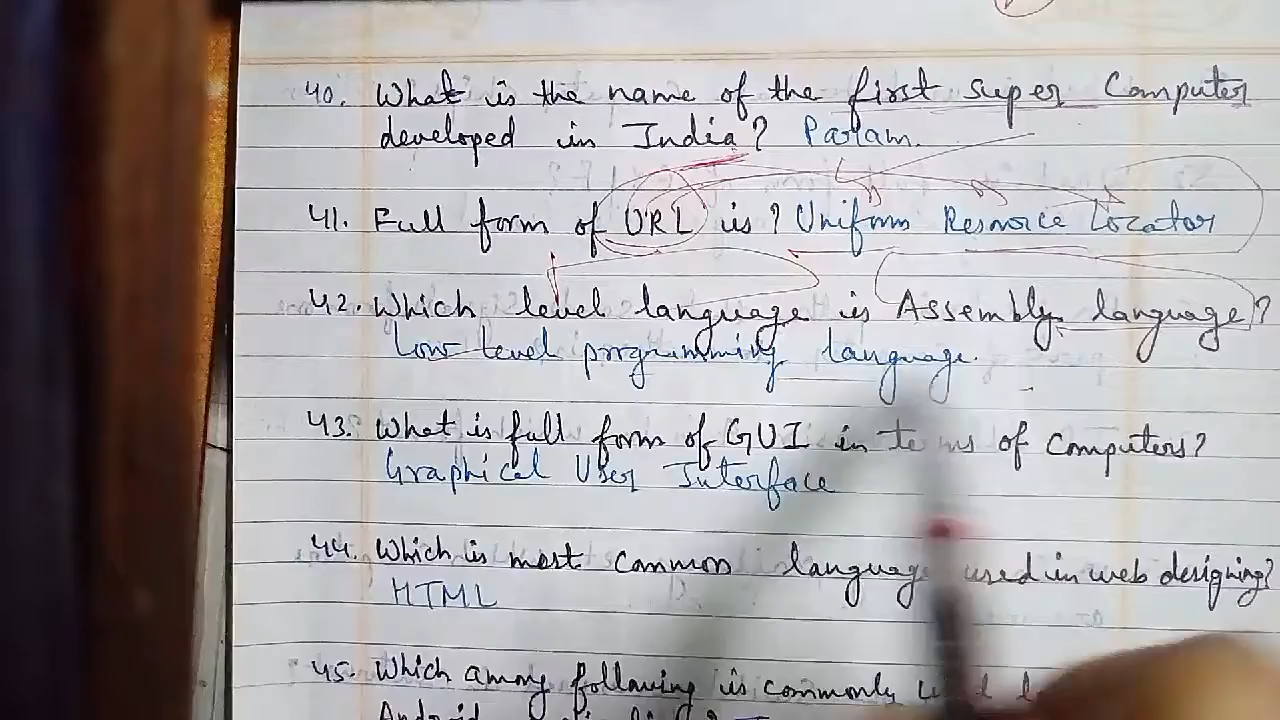 40. What is the name of the first super Computer
developed in India? Param.
41. Full form of URL is? Uniform Resource Locator
42. Which level language is Assembly language?
Low level programming language.
43. What is full form of GUI in terms of computers?
Graphical User Interface
44. Which is most common language used in web designing?
HTML
45. Which among following is commonly
Android